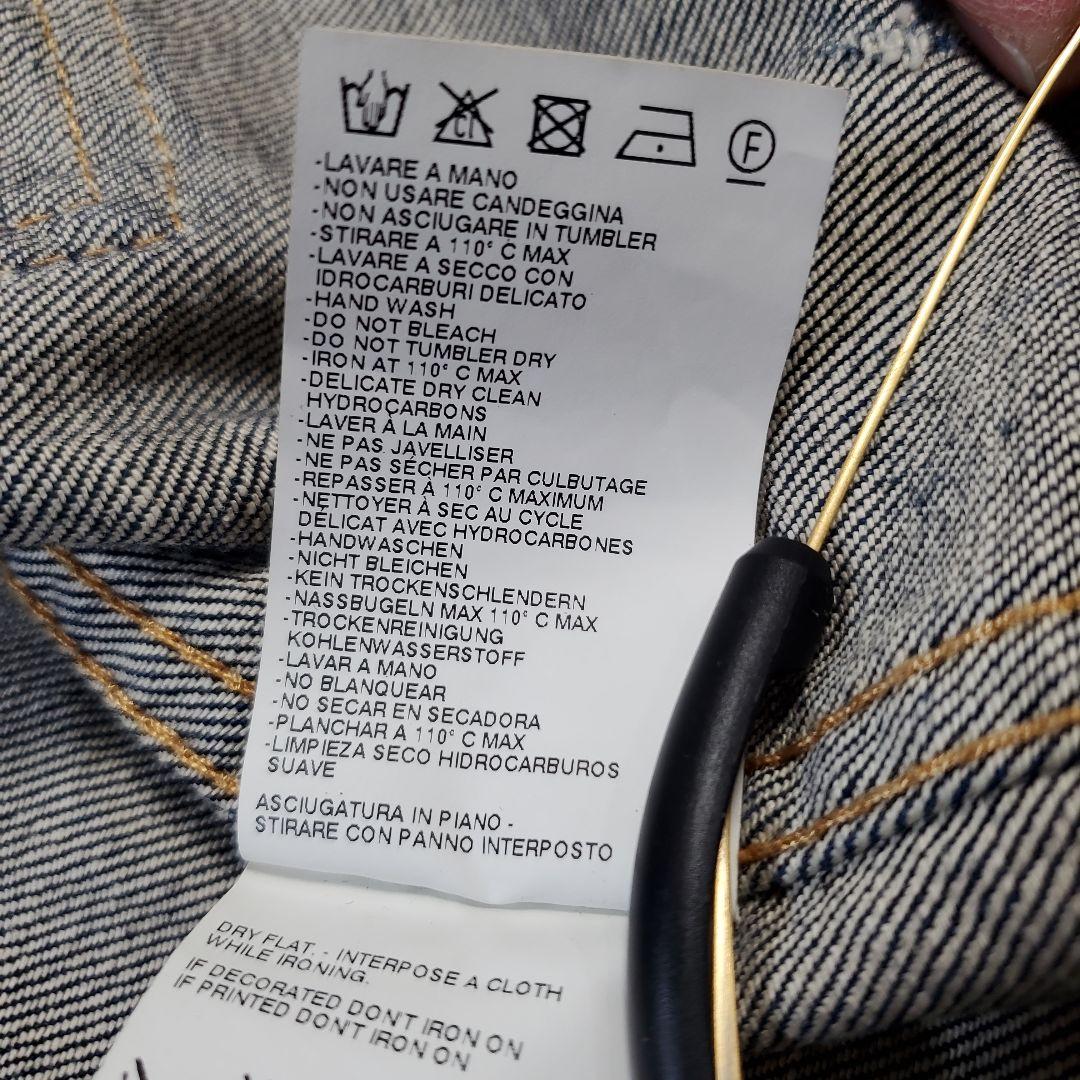 Cl F
-LAVARE A MANO
-NON USARE CANDEGGINA
-NON ASCIUGARE IN TUMBLER
-STIRARE A 110° C MAX
-LAVARE A SECCO CON
IDROCARBURI DELICATO
-HAND WASH
-DO NOT BLEACH
-DO NOT TUMBLER DRY
-IRON AT 110° C MAX
-DELICATE DRY CLEAN
HYDROCARBONS
-LAVER À LA MAIN
-NE PAS JAVELLISER
-NE PAS SÉCHER PAR CULBUTAGE
-REPASSER À 110° C MAXIMUM
-NETTOYER À SEC AU CYCLE
DÉLICAT AVEC HYDROCARBONES
-HANDWASCHEN
-NICHT BLEICHEN
-KEIN TROCKENSCHLENDERN
-NASSBUGELN MAX 110° C MAX
-TROCKENREINIGUNG
KOHLENWASSERSTOFF
-LAVAR A MANO
-NO BLANQUEAR
-NO SECAR EN SECADORA
-PLANCHAR A 110° C MAX
-LIMPIEZA SECO HIDROCARBUROS
SUAVE
ASCIUGATURA IN PIANO -
STIRARE CON PANNO INTERPOSTO
DRY FLAT. - INTERPOSE A CLOTH
WHILE IRONING.
IF DECORATED DON'T IRON ON
IF PRINTED DON'T IRON ON